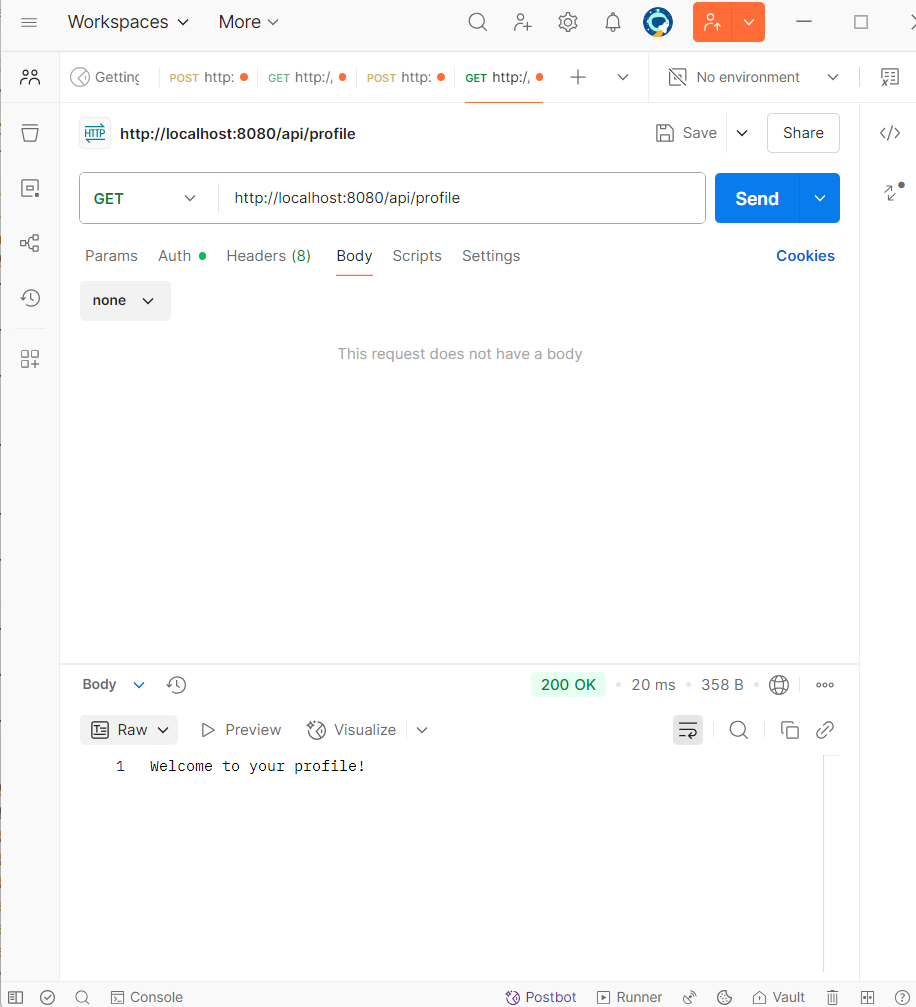 Workspaces More
Getting POST http: GET http:/, POST http: GET http:/, No environment
HTTP http://localhost:8080/api/profile Save Share
GET http://localhost:8080/api/profile Send
Params Auth Headers (8) Body Scripts Settings Cookies
none
This request does not have a body
Body 200 OK 20 ms 358 B
Raw Preview Visualize
1 Welcome to your profile!
Console Postbot Runner Vault